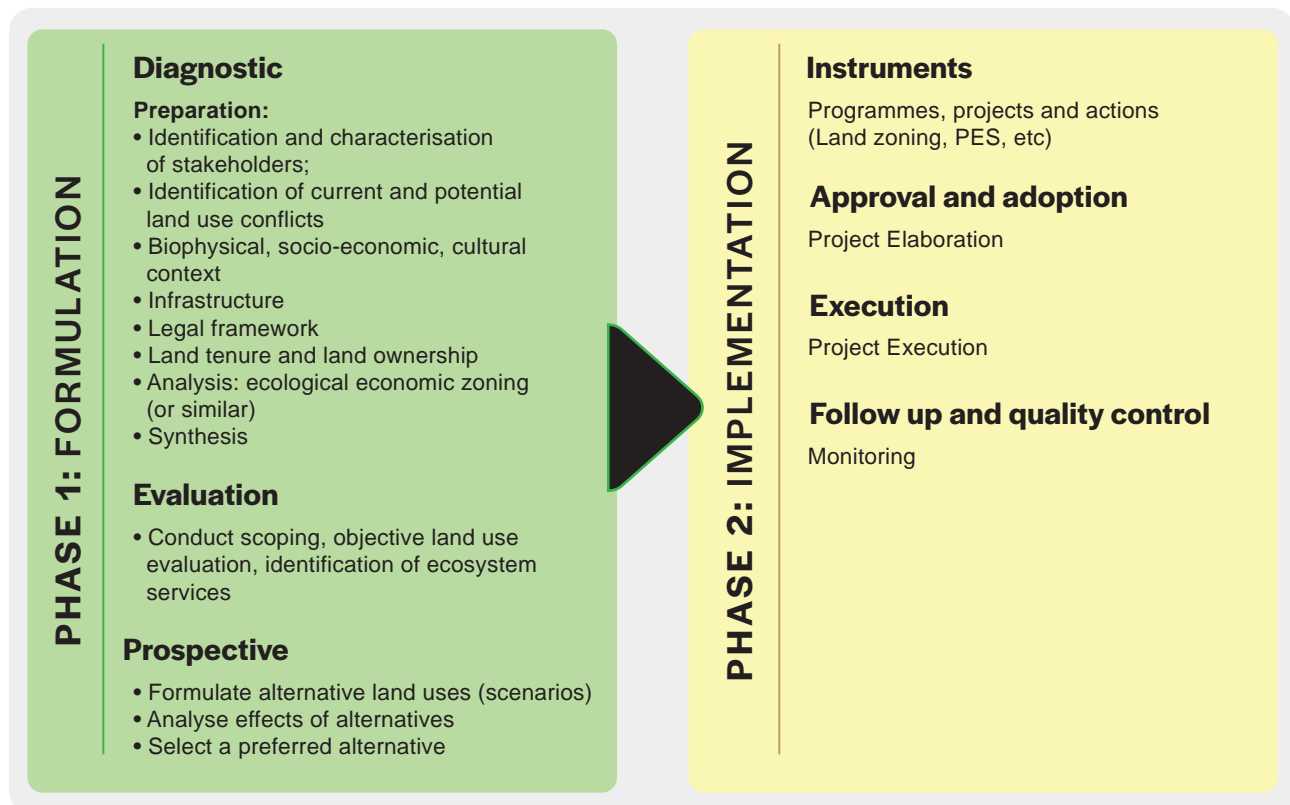 PHASE 1: FORMULATION
Diagnostic
Preparation:
• Identification and characterisation
of stakeholders;
• Identification of current and potential
land use conflicts
• Biophysical, socio-economic, cultural
context
• Infrastructure
• Legal framework
• Land tenure and land ownership
• Analysis: ecological economic zoning
(or similar)
• Synthesis
Evaluation
• Conduct scoping, objective land use
evaluation, identification of ecosystem
services
Prospective
• Formulate alternative land uses (scenarios)
• Analyse effects of alternatives
• Select a preferred alternative
PHASE 2: IMPLEMENTATION
Instruments
Programmes, projects and actions
(Land zoning, PES, etc)
Approval and adoption
Project Elaboration
Execution
Project Execution
Follow up and quality control
Monitoring